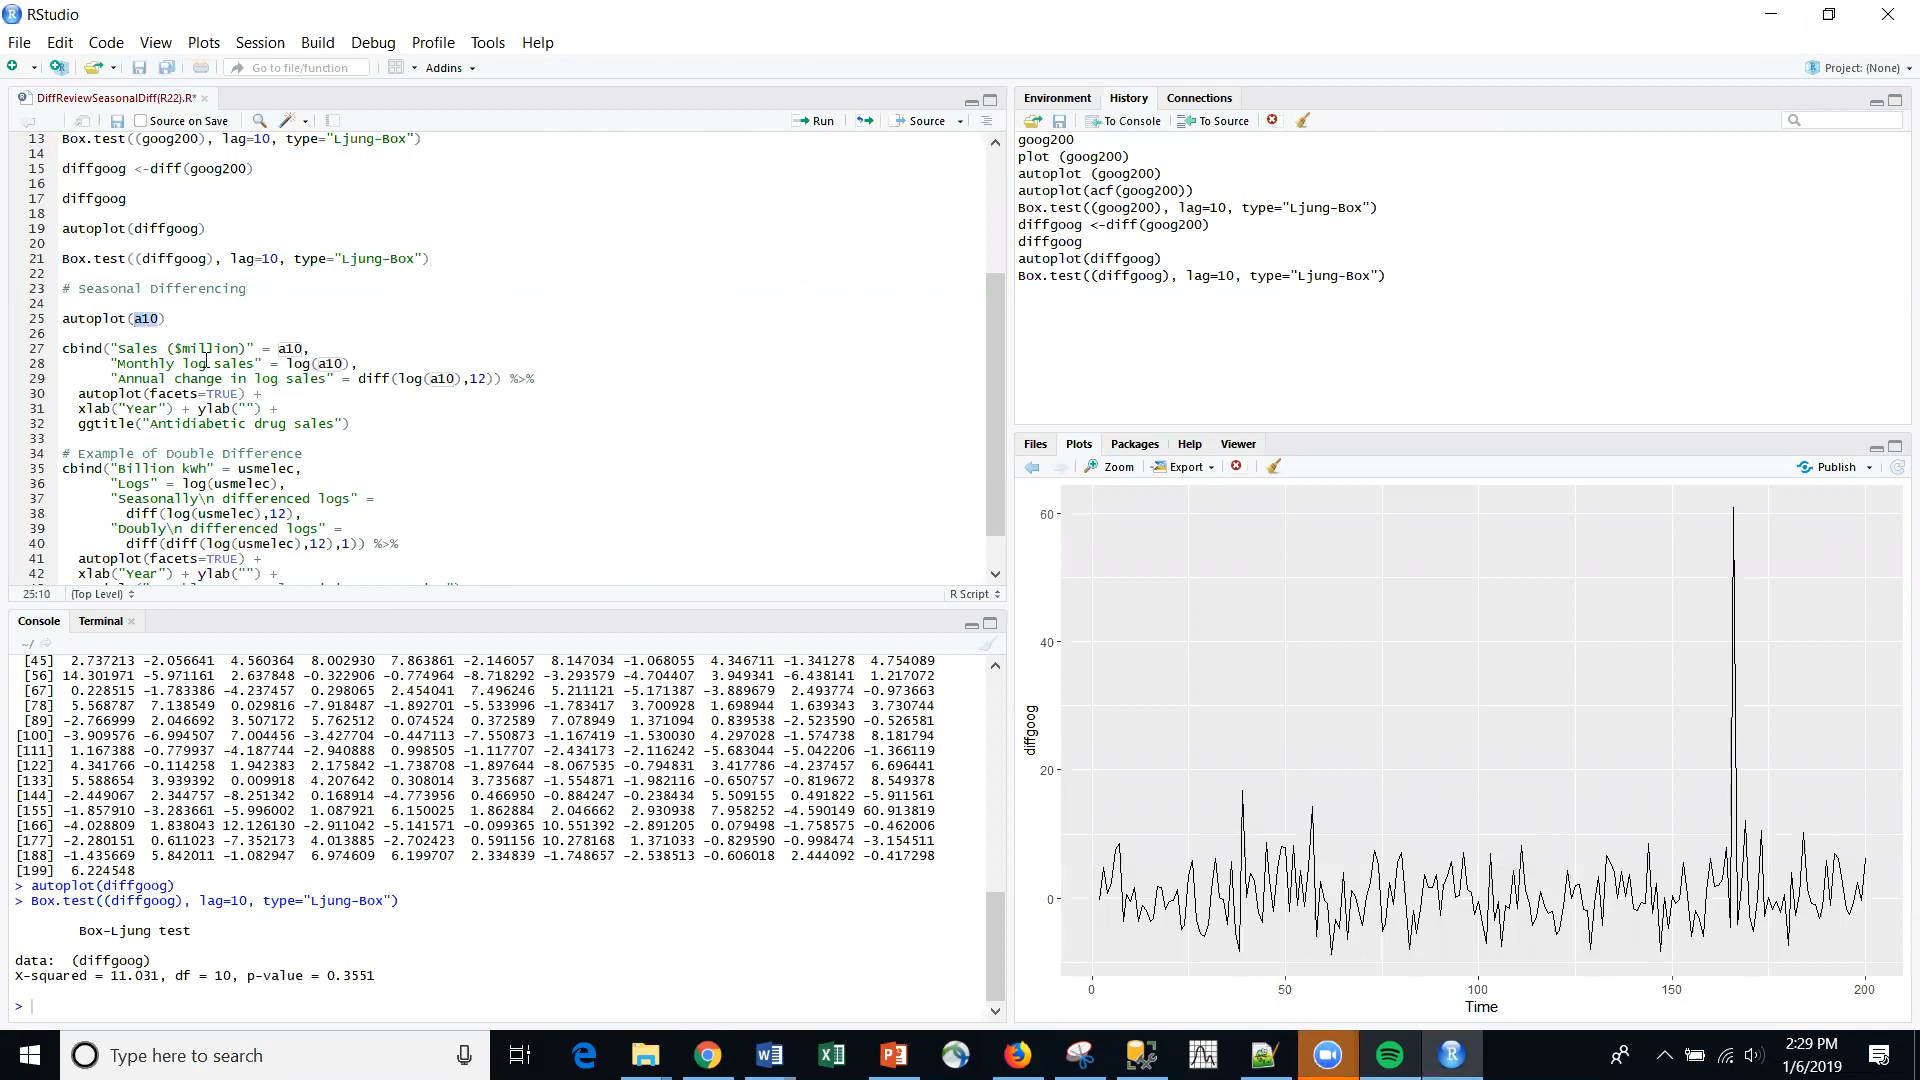 RStudio
File Edit Code View Plots Session Build Debug Profile Tools Help
Go to file/function Addins Project: (None)
DiffReviewSeasonalDiff(R22).R*
Source on Save Run Source
13 Box.test((goog200), lag=10, type="Ljung-Box")
14
15 diffgoog <-diff(goog200)
16
17 diffgoog
18
19 autoplot(diffgoog)
20
21 Box.test((diffgoog), lag=10, type="Ljung-Box")
22
23 # Seasonal Differencing
24
25 autoplot(a10)
26
27 cbind("Sales ($million)" = a10,
28 "Monthly log sales" = log(a10),
29 "Annual change in log sales" = diff(log(a10),12)) %>%
30 autoplot(facets=TRUE) +
31 xlab("Year") + ylab("") +
32 ggtitle("Antidiabetic drug sales")
33
34 # Example of Double Difference
35 cbind("Billion kWh" = usmelec,
36 "Logs" = log(usmelec),
37 "Seasonally\n differenced logs" =
38 diff(log(usmelec),12),
39 "Doubly\n differenced logs" =
40 diff(diff(log(usmelec),12),1)) %>%
41 autoplot(facets=TRUE) +
42 xlab("Year") + ylab("") +
25:10 (Top Level) R Script
Console Terminal
~/
[45] 2.737213 -2.056641 4.560364 8.002930 7.863861 -2.146057 8.147034 -1.068055 4.346711 -1.341278 4.754089
[56] 14.301971 -5.971161 2.637848 -0.322906 -0.774964 -8.718292 -3.293579 -4.704407 3.949341 -6.438141 1.217072
[67] 0.228515 -1.783386 -4.237457 0.298065 2.454041 7.496246 5.211121 -5.171387 -3.889679 2.493774 -0.973663
[78] 5.568787 7.138549 0.029816 -7.918487 -1.892701 -5.533996 -1.783417 3.700928 1.698944 1.639343 3.730744
[89] -2.766999 2.046692 3.507172 5.762512 0.074524 0.372589 7.078949 1.371094 0.839538 -2.523590 -0.526581
[100] -3.909576 -6.994507 7.004456 -3.427704 -0.447113 -7.550873 -1.167419 -1.530030 4.297028 -1.574738 8.181794
[111] 1.167388 -0.779937 -4.187744 -2.940888 0.998505 -1.117707 -2.434173 -2.116242 -5.683044 -5.042206 -1.366119
[122] 4.341766 -0.114258 1.942383 2.175842 -1.738708 -1.897644 -8.067535 -0.794831 3.417786 -4.237457 6.696441
[133] 5.588654 3.939392 0.009918 4.207642 0.308014 3.735687 -1.554871 -1.982116 -0.650757 -0.819672 8.549378
[144] -2.449067 2.344757 -8.251342 0.168914 -4.773956 0.466950 -0.884247 -0.238434 5.509155 0.491822 -5.911561
[155] -1.857910 -3.283661 -5.996002 1.087921 6.150025 1.862884 2.046662 2.930938 7.958252 -4.590149 60.913819
[166] -4.028809 1.838043 12.126130 -2.911042 -5.141571 -0.099365 10.551392 -2.891205 0.079498 -1.758575 -0.462006
[177] -2.280151 0.611023 -7.352173 4.013885 -2.702423 0.591156 10.278168 1.371033 -0.829590 -0.998474 -3.154511
[188] -1.435669 5.842011 -1.082947 6.974609 6.199707 2.334839 -1.748657 -2.538513 -0.606018 2.444092 -0.417298
[199] 6.224548
> autoplot(diffgoog)
> Box.test((diffgoog), lag=10, type="Ljung-Box")
Box-Ljung test
data: (diffgoog)
X-squared = 11.031, df = 10, p-value = 0.3551
>
Environment History Connections
To Console To Source
goog200
plot (goog200)
autoplot (goog200)
autoplot(acf(goog200))
Box.test((goog200), lag=10, type="Ljung-Box")
diffgoog <-diff(goog200)
diffgoog
autoplot(diffgoog)
Box.test((diffgoog), lag=10, type="Ljung-Box")
Files Plots Packages Help Viewer
Zoom Export Publish
60
40
20
0
diffgoog
0 50 100 150 200
Time
Type here to search
2:29 PM
1/6/2019